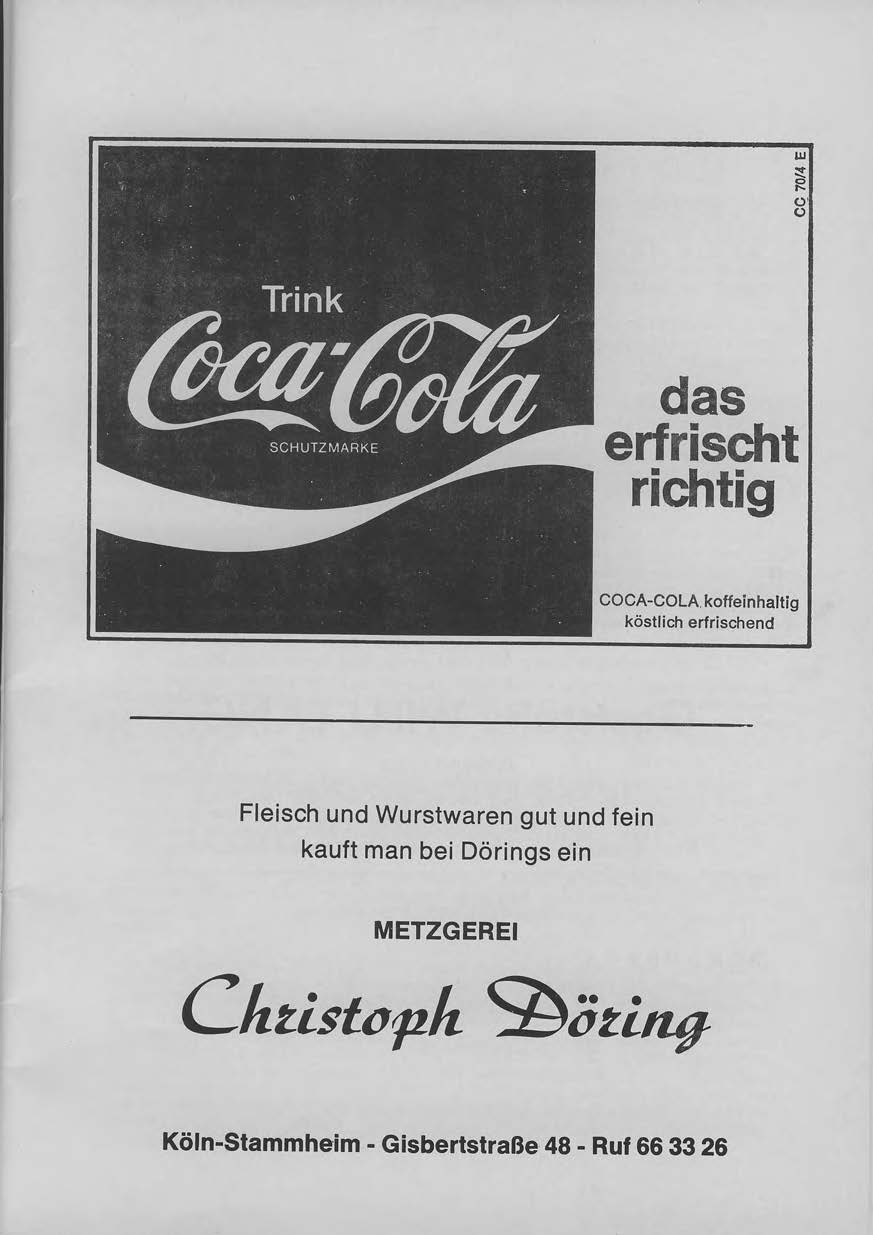 CC 70/4 E
Trink
Coca-Cola
SCHUTZMARKE
das
erfrischt
richtig
COCA-COLA.koffeinhaltig
köstlich erfrischend
Fleisch und Wurstwaren gut und fein
kauft man bei Dörings ein
METZGEREI
Christoph Döring
Köln-Stammheim - Gisbertstraße 48 - Ruf 66 33 26